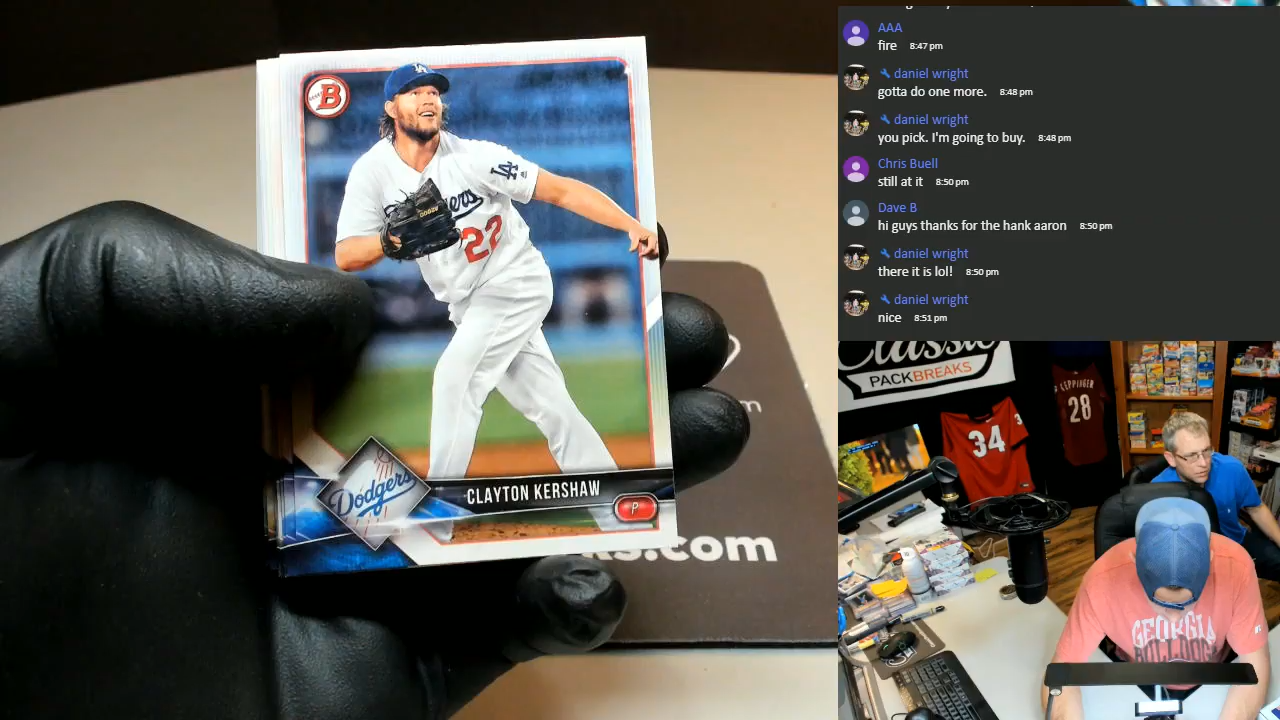 B
LA
LA
22
Dodgers
CLAYTON KERSHAW
P
ks.com
AAA
fire 8:47 pm
daniel wright
gotta do one more. 8:48 pm
daniel wright
you pick. I'm going to buy. 8:48 pm
Chris Buell
still at it 8:50 pm
Dave B
hi guys thanks for the hank aaron 8:50 pm
daniel wright
there it is lol! 8:50 pm
daniel wright
nice 8:51 pm
Classic
PACKBREAKS
34
LEPPINGER
28
GEORGIA
BULLDOGS